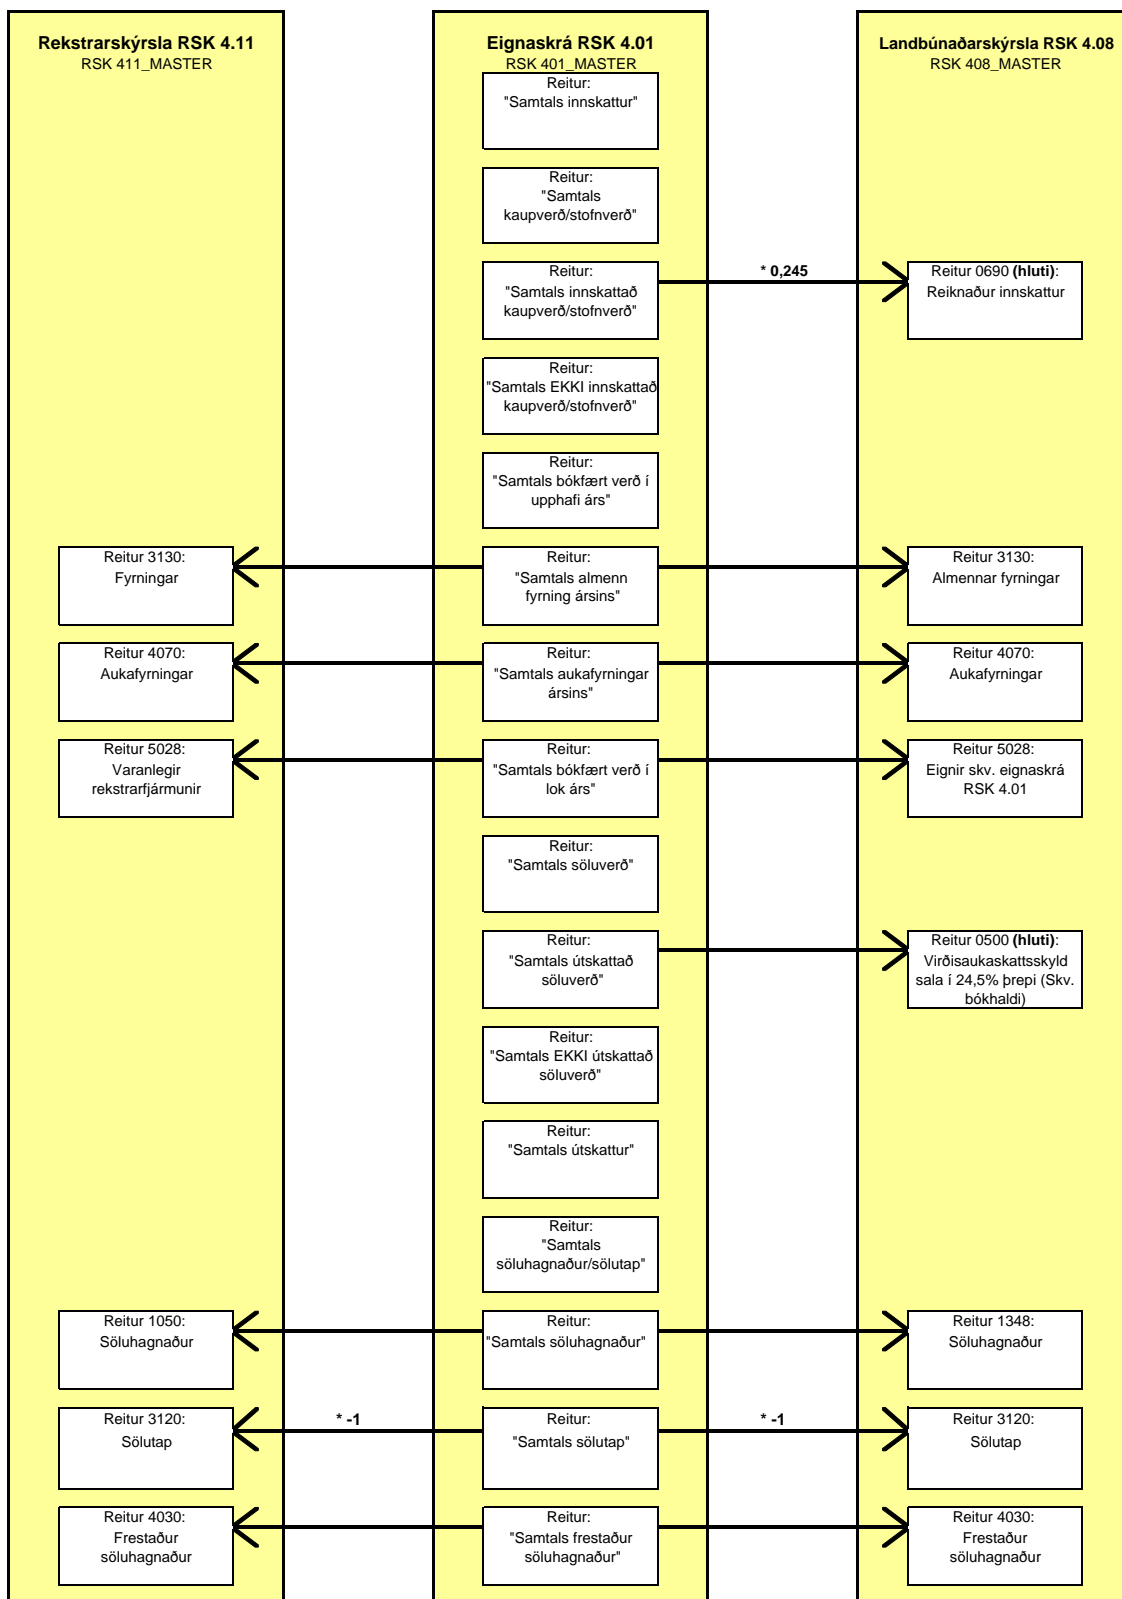 Rekstrarskýrsla RSK 4.11
RSK 411_MASTER
Eignaskrá RSK 4.01
RSK 401_MASTER
Landbúnaðarskýrsla RSK 4.08
RSK 408_MASTER
Reitur:
"Samtals innskattur"
Reitur:
"Samtals
kaupverð/stofnverð"
Reitur:
"Samtals innskattað
kaupverð/stofnverð"
* 0,245
Reitur 0690 (hluti):
Reiknaður innskattur
Reitur:
"Samtals EKKI innskattað
kaupverð/stofnverð"
Reitur:
"Samtals bókfært verð í
upphafi árs"
Reitur 3130:
Fyrningar
Reitur:
"Samtals almenn
fyrning ársins"
Reitur 3130:
Almennar fyrningar
Reitur 4070:
Aukafyrningar
Reitur:
"Samtals aukafyrningar
ársins"
Reitur 4070:
Aukafyrningar
Reitur 5028:
Varanlegir
rekstrarfjármunir
Reitur:
"Samtals bókfært verð í
lok árs"
Reitur 5028:
Eignir skv. eignaskrá
RSK 4.01
Reitur:
"Samtals söluverð"
Reitur:
"Samtals útskattað
söluverð"
Reitur 0500 (hluti):
Virðisaukaskattsskyld
sala í 24,5% þrepi (Skv.
bókhaldi)
Reitur:
"Samtals EKKI útskattað
söluverð"
Reitur:
"Samtals útskattur"
Reitur:
"Samtals
söluhagnaður/sölutap"
Reitur 1050:
Söluhagnaður
Reitur:
"Samtals söluhagnaður"
Reitur 1348:
Söluhagnaður
Reitur 3120:
Sölutap
* -1
Reitur:
"Samtals sölutap"
* -1
Reitur 3120:
Sölutap
Reitur 4030:
Frestaður
söluhagnaður
Reitur:
"Samtals frestaður
söluhagnaður"
Reitur 4030:
Frestaður
söluhagnaður